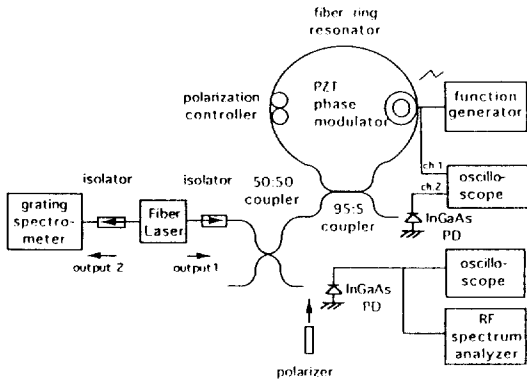 fiber ring
resonator
polarization
controller
PZT
phase
modulator
function
generator
ch.1
ch.2
oscillo-
scope
InGaAs
PD
isolator
isolator
50:50
coupler
95:5
coupler
grating
spectro-
meter
Fiber
Laser
output 2
output 1
InGaAs
PD
oscillo-
scope
RF
spectrum
analyzer
polarizer